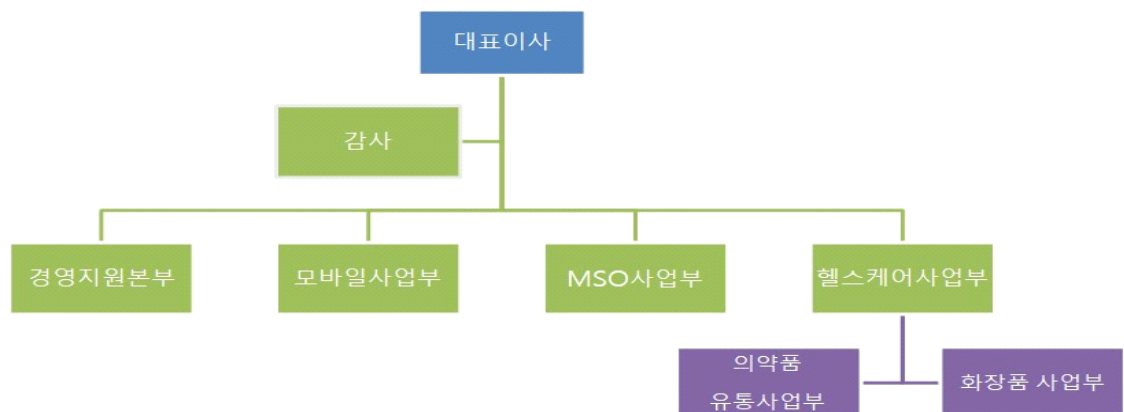 대표이사
감사
경영지원본부
모바일사업부
MSO사업부
헬스케어사업부
의약품
유통사업부
화장품 사업부